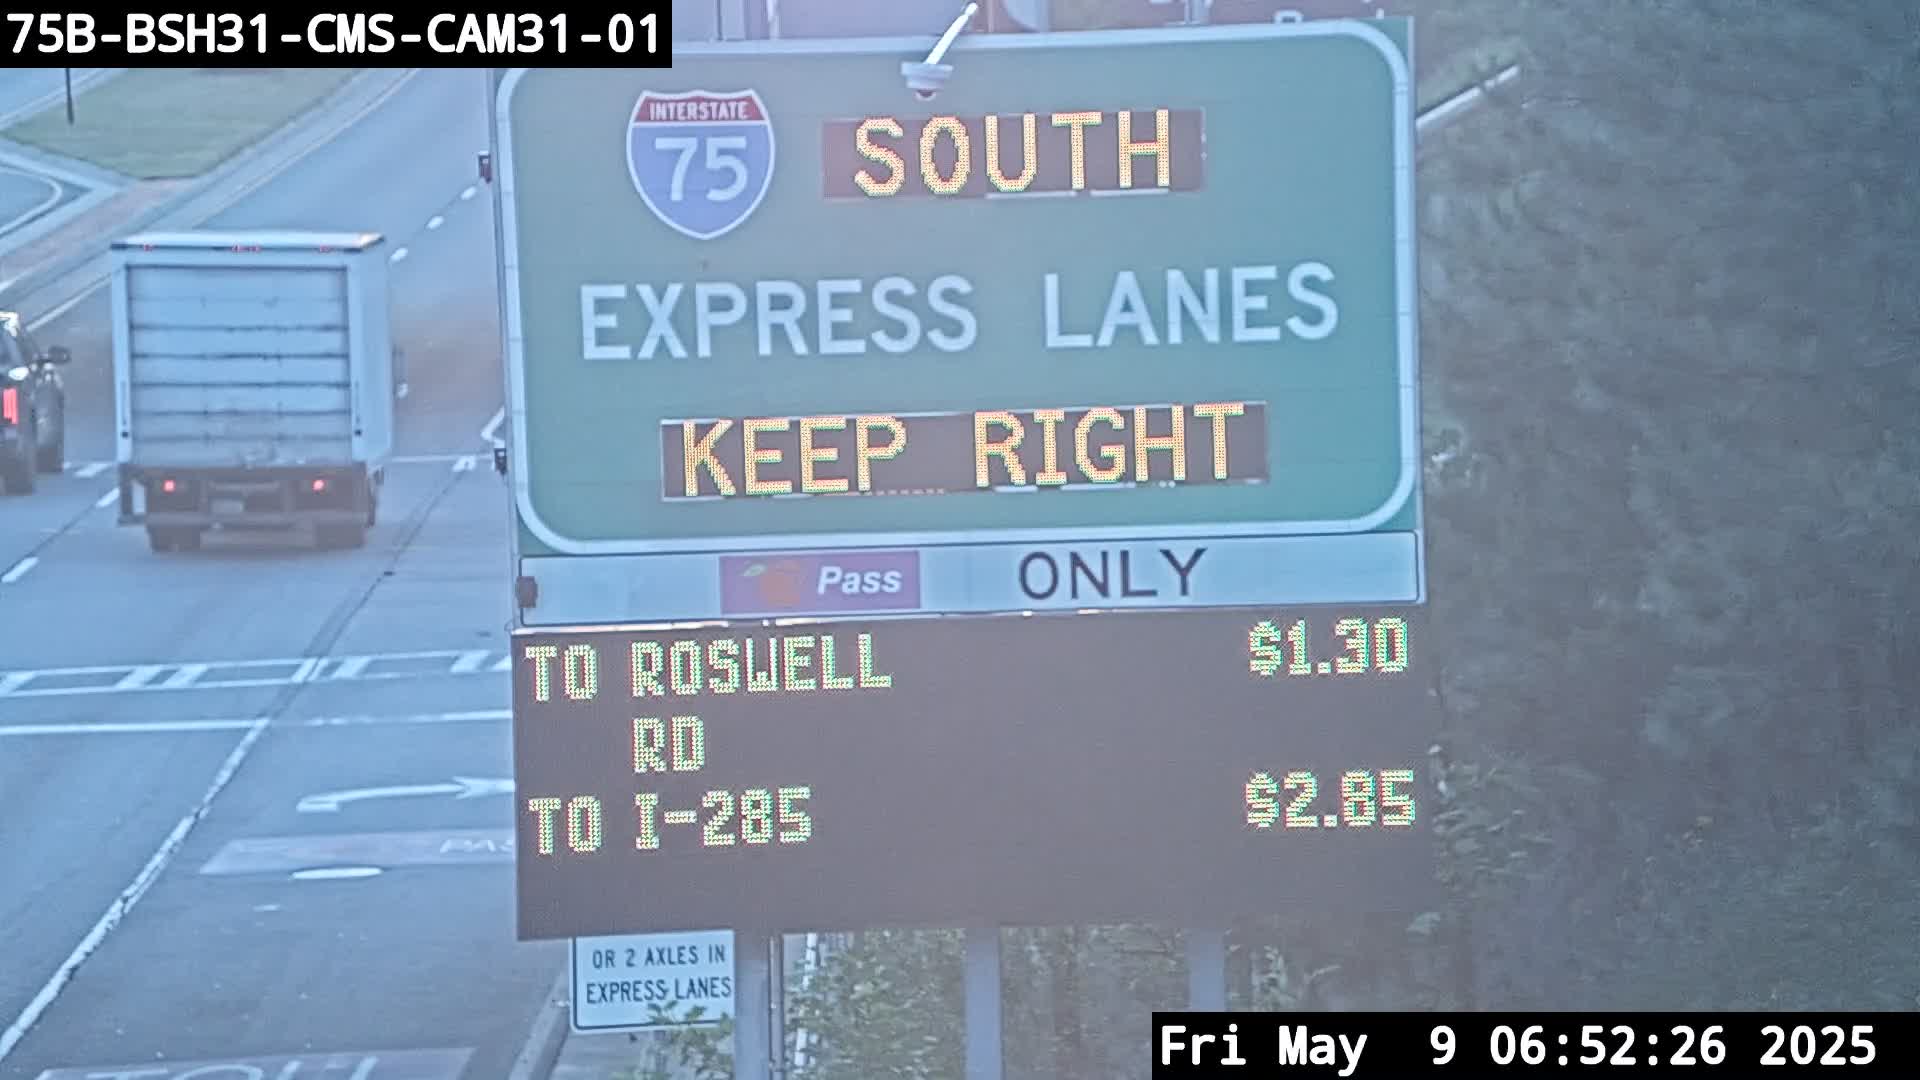 75B-BSH31-CMS-CAM31-01
INTERSTATE
75
SOUTH
EXPRESS LANES
KEEP RIGHT
Pass ONLY
TO ROSWELL $1.30
RD
TO I-285 $2.85
OR 2 AXLES IN
EXPRESS LANES
Fri May 9 06:52:26 2025